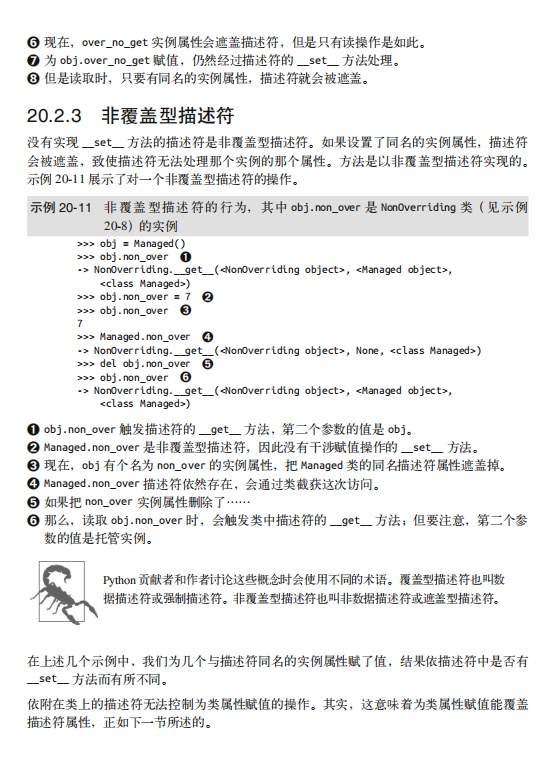 ❻ 现在，over_no_get 实例属性会遮盖描述符，但是只有读操作是如此。
❼ 为 obj.over_no_get 赋值，仍然经过描述符的 __set__ 方法处理。
❽ 但是读取时，只要有同名的实例属性，描述符就会被遮盖。
20.2.3 非覆盖型描述符
没有实现 __set__ 方法的描述符是非覆盖型描述符。如果设置了同名的实例属性，描述符
会被遮盖，致使描述符无法处理那个实例的那个属性。方法是以非覆盖型描述符实现的。
示例 20-11 展示了对一个非覆盖型描述符的操作。
示例 20-11 非覆盖型描述符的行为，其中 obj.non_over 是 NonOverriding 类（见示例
20-8）的实例
>>> obj = Managed()
>>> obj.non_over ❶
-> NonOverriding.__get__(<NonOverriding object>, <Managed object>,
<class Managed>)
>>> obj.non_over = 7 ❷
>>> obj.non_over ❸
7
>>> Managed.non_over ❹
-> NonOverriding.__get__(<NonOverriding object>, None, <class Managed>)
>>> del obj.non_over ❺
>>> obj.non_over ❻
-> NonOverriding.__get__(<NonOverriding object>, <Managed object>,
<class Managed>)
❶ obj.non_over 触发描述符的 __get__ 方法，第二个参数的值是 obj。
❷ Managed.non_over 是非覆盖型描述符，因此没有干涉赋值操作的 __set__ 方法。
❸ 现在，obj 有个名为 non_over 的实例属性，把 Managed 类的同名描述符属性遮盖掉。
❹ Managed.non_over 描述符依然存在，会通过类截获这次访问。
❺ 如果把 non_over 实例属性删除了……
❻ 那么，读取 obj.non_over 时，会触发类中描述符的 __get__ 方法；但要注意，第二个参
数的值是托管实例。
Python 贡献者和作者讨论这些概念时会使用不同的术语。覆盖型描述符也叫数
据描述符或强制描述符。非覆盖型描述符也叫非数据描述符或遮盖型描述符。
在上述几个示例中，我们为几个与描述符同名的实例属性赋了值，结果依描述符中是否有
__set__ 方法而有所不同。
依附在类上的描述符无法控制为类属性赋值的操作。其实，这意味着为类属性赋值能覆盖
描述符属性，正如下一节所述的。